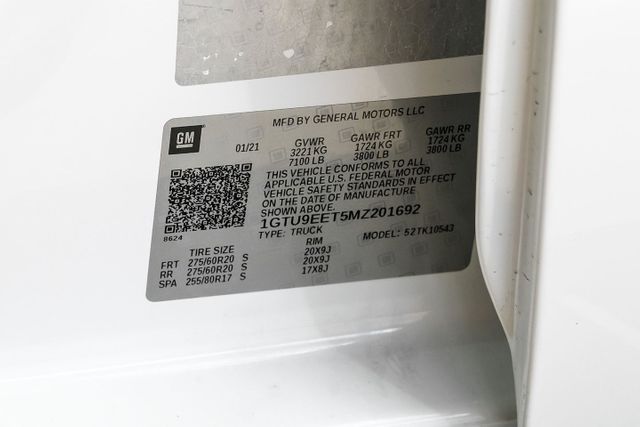 MFD BY GENERAL MOTORS LLC
GM
01/21
GVWR GAWR FRT GAWR RR
3221 KG 1724 KG 1724 KG
7100 LB 3800 LB 3800 LB
THIS VEHICLE CONFORMS TO ALL
APPLICABLE U.S. FEDERAL MOTOR
VEHICLE SAFETY STANDARDS IN EFFECT
ON THE DATE OF MANUFACTURE
SHOWN ABOVE.
1GTU9EET5MZ201692
TYPE: TRUCK MODEL: 52TK10543
8624
TIRE SIZE RIM
FRT 275/60R20 S 20X9J
RR 275/60R20 S 20X9J
SPA 255/80R17 S 17X8J